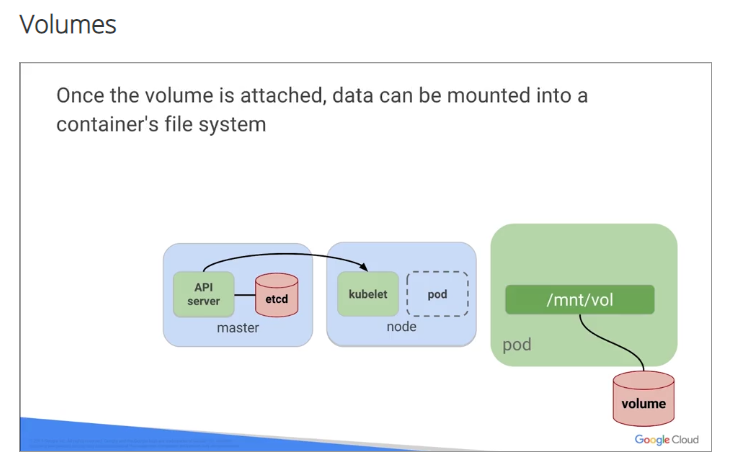 Volumes
Once the volume is attached, data can be mounted into a
container's file system
API
server
etcd
master
kubelet
pod
node
/mnt/vol
pod
volume
Google Cloud